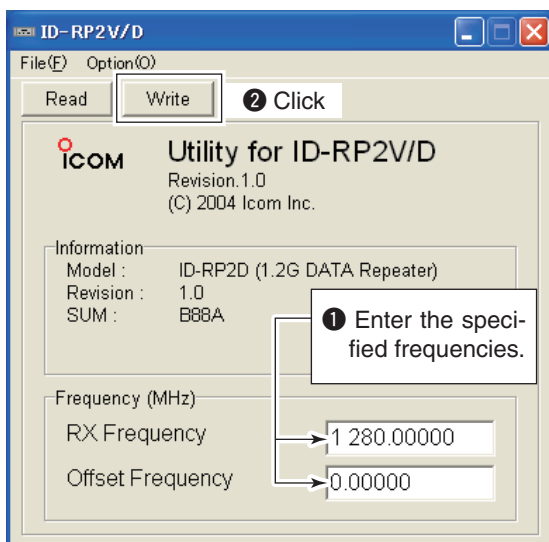 ID-RP2V/D
File(F) Option(O)
Read Write ❷ Click
ICOM Utility for ID-RP2V/D
Revision.1.0
(C) 2004 Icom Inc.
Information
Model : ID-RP2D (1.2G DATA Repeater)
Revision : 1.0
SUM : B88A
❶ Enter the speci-
fied frequencies.
Frequency (MHz)
RX Frequency 1 280.00000
Offset Frequency 0.00000